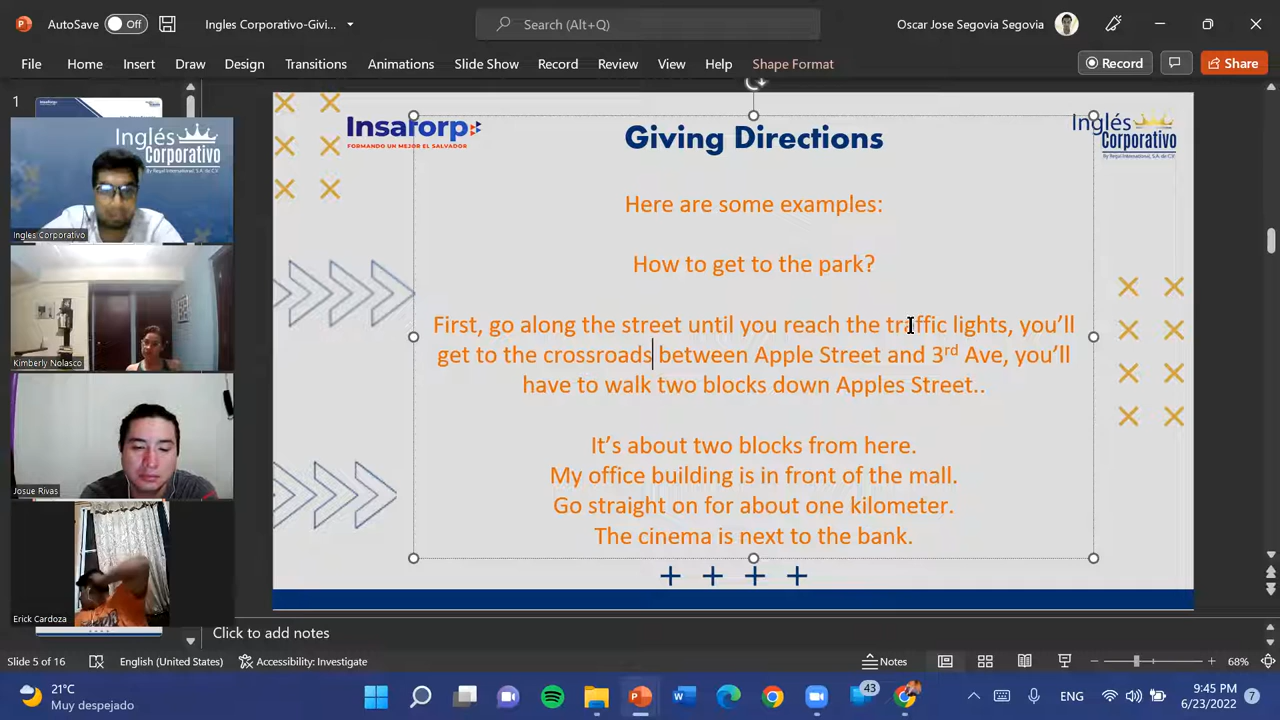 AutoSave Off Ingles Corporativo-Givi... Search (Alt+Q) Oscar Jose Segovia Segovia
File Home Insert Draw Design Transitions Animations Slide Show Record Review View Help Shape Format Record Share
1
Insaforp
FORMANDO UN MEJOR EL SALVADOR
Inglés
Corporativo
By Regal International, S.A. de C.V.
Giving Directions
Here are some examples:
How to get to the park?
First, go along the street until you reach the traffic lights, you'll
get to the crossroads between Apple Street and 3rd Ave, you'll
have to walk two blocks down Apples Street..
It's about two blocks from here.
My office building is in front of the mall.
Go straight on for about one kilometer.
The cinema is next to the bank.
Inglés
Corporativo
By Regal International, S.A. de C.V.
Ingles Corporativo
Kimberly Nolasco
Josue Rivas
Erick Cardoza
Click to add notes
Slide 5 of 16 English (United States) Accessibility: Investigate Notes 68%
21°C
Muy despejado
43
ENG
9:45 PM
6/23/2022
7